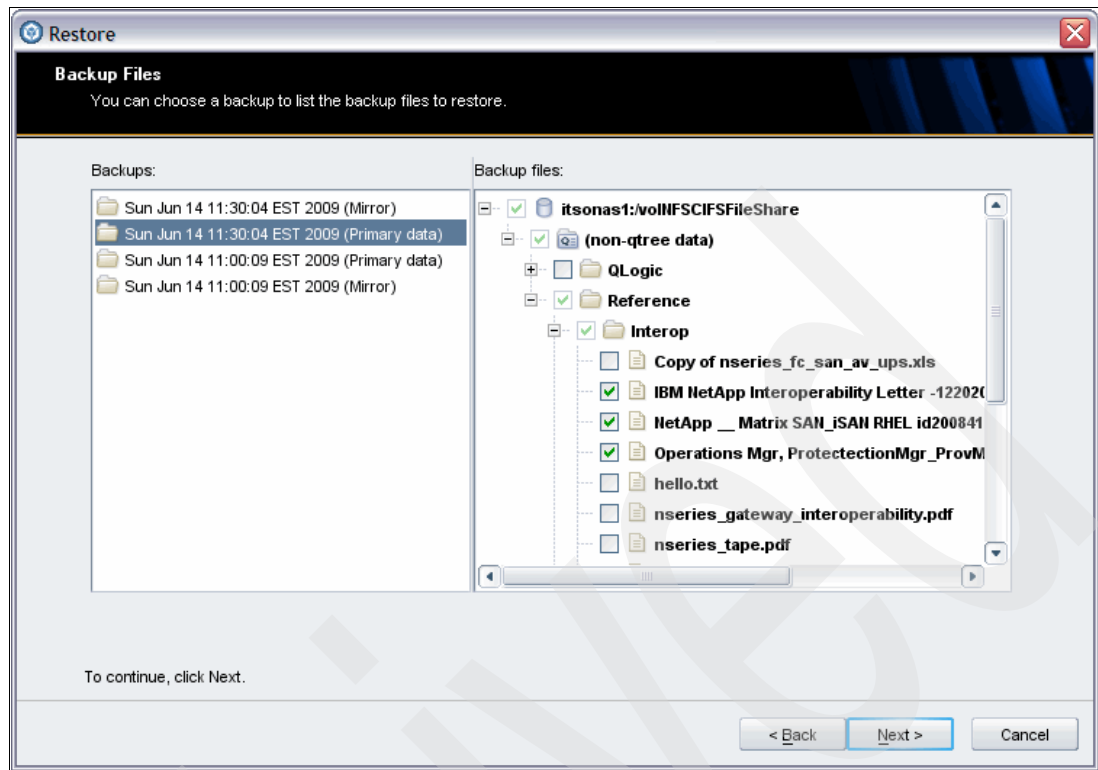 Restore
Backup Files
You can choose a backup to list the backup files to restore.
Backups:
Sun Jun 14 11:30:04 EST 2009 (Mirror)
Sun Jun 14 11:30:04 EST 2009 (Primary data)
Sun Jun 14 11:00:09 EST 2009 (Primary data)
Sun Jun 14 11:00:09 EST 2009 (Mirror)
Backup files:
itsonas1:/volNFSCIFSFileShare
(non-qtree data)
QLogic
Reference
Interop
Copy of nseries_fc_san_av_ups.xls
IBM NetApp Interoperability Letter -122020
NetApp __ Matrix SAN_iSAN RHEL id200841
Operations Mgr, ProtectectionMgr_ProvM
hello.txt
nseries_gateway_interoperability.pdf
nseries_tape.pdf
To continue, click Next.
< Back
Next >
Cancel